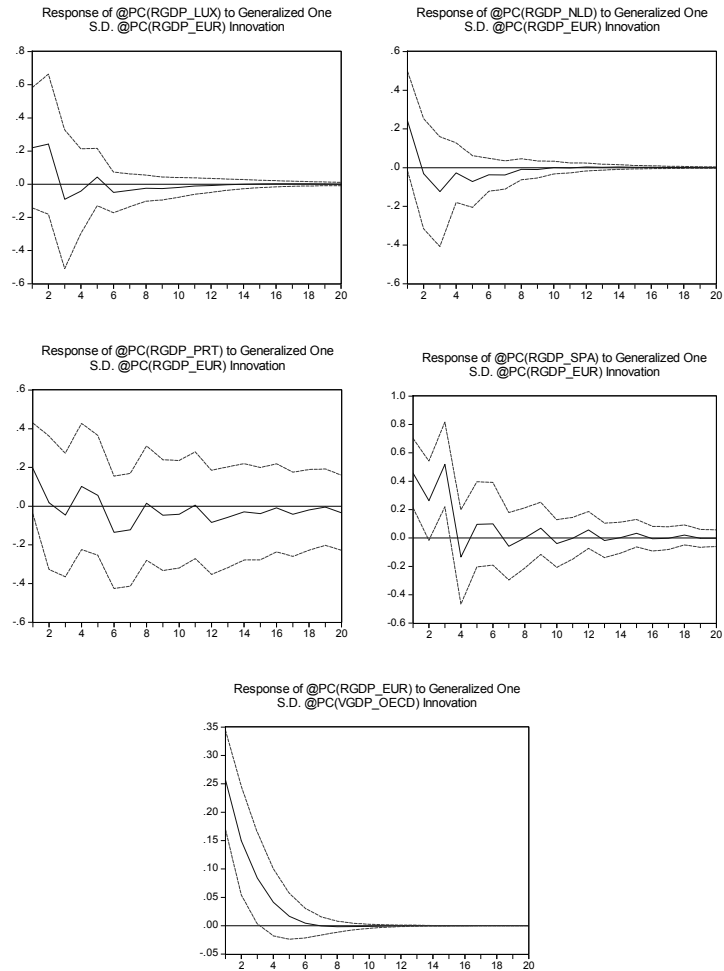 Response of @PC(RGDP_LUX) to Generalized One
S.D. @PC(RGDP_EUR) Innovation
.8
.6
.4
.2
.0
-.2
-.4
-.6
2 4 6 8 10 12 14 16 18 20
Response of @PC(RGDP_NLD) to Generalized One
S.D. @PC(RGDP_EUR) Innovation
.6
.4
.2
.0
-.2
-.4
-.6
2 4 6 8 10 12 14 16 18 20
Response of @PC(RGDP_PRT) to Generalized One
S.D. @PC(RGDP_EUR) Innovation
.6
.4
.2
.0
-.2
-.4
-.6
2 4 6 8 10 12 14 16 18 20
Response of @PC(RGDP_SPA) to Generalized One
S.D. @PC(RGDP_EUR) Innovation
1.0
0.8
0.6
0.4
0.2
0.0
-0.2
-0.4
-0.6
2 4 6 8 10 12 14 16 18 20
Response of @PC(RGDP_EUR) to Generalized One
S.D. @PC(VGDP_OECD) Innovation
.35
.30
.25
.20
.15
.10
.05
.00
-.05
2 4 6 8 10 12 14 16 18 20